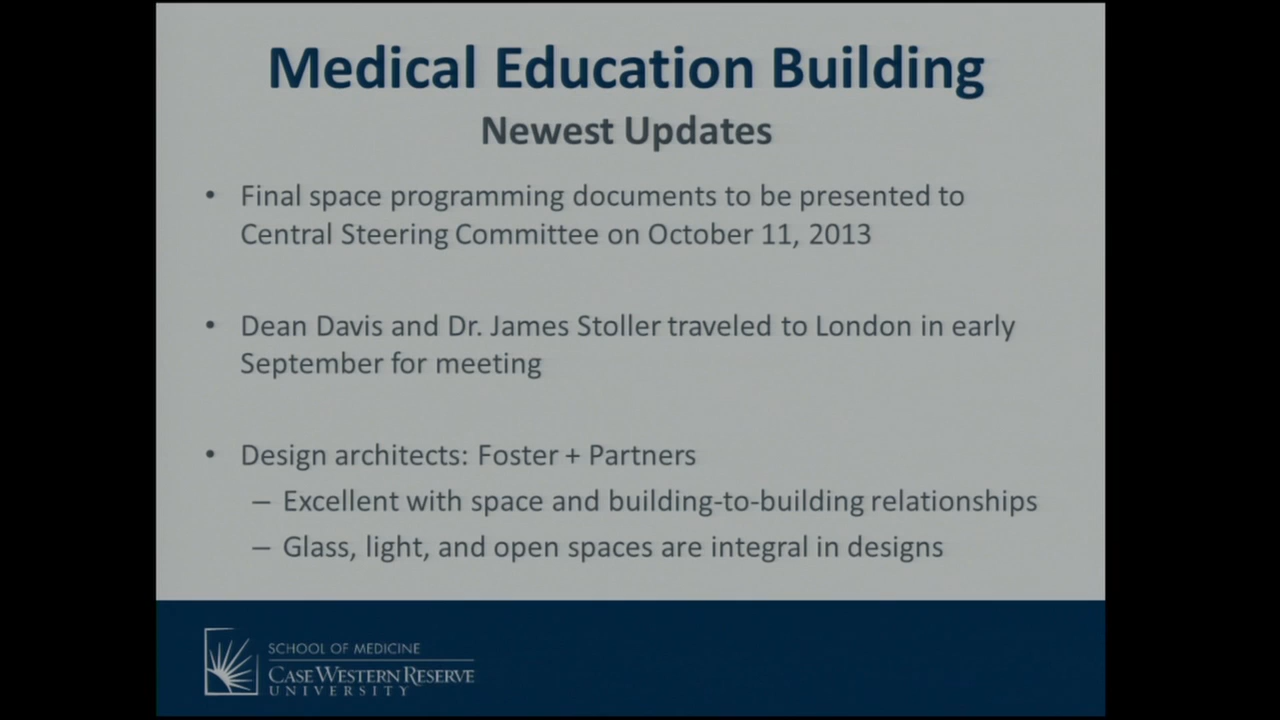 Medical Education Building
Newest Updates
• Final space programming documents to be presented to
Central Steering Committee on October 11, 2013
• Dean Davis and Dr. James Stoller traveled to London in early
September for meeting
• Design architects: Foster + Partners
– Excellent with space and building-to-building relationships
– Glass, light, and open spaces are integral in designs
SCHOOL OF MEDICINE
CASE WESTERN RESERVE
UNIVERSITY